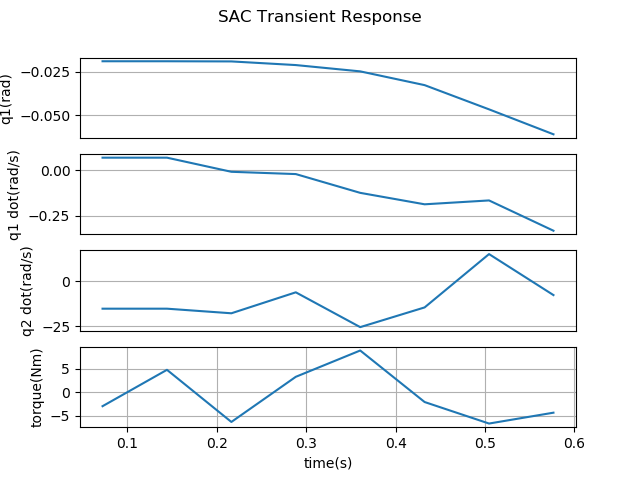 SAC Transient Response
q1(rad)
−0.025
−0.050
q1 dot(rad/s)
0.00
−0.25
q2 dot(rad/s)
0
−25
torque(Nm)
5
0
−5
0.1 0.2 0.3 0.4 0.5 0.6
time(s)